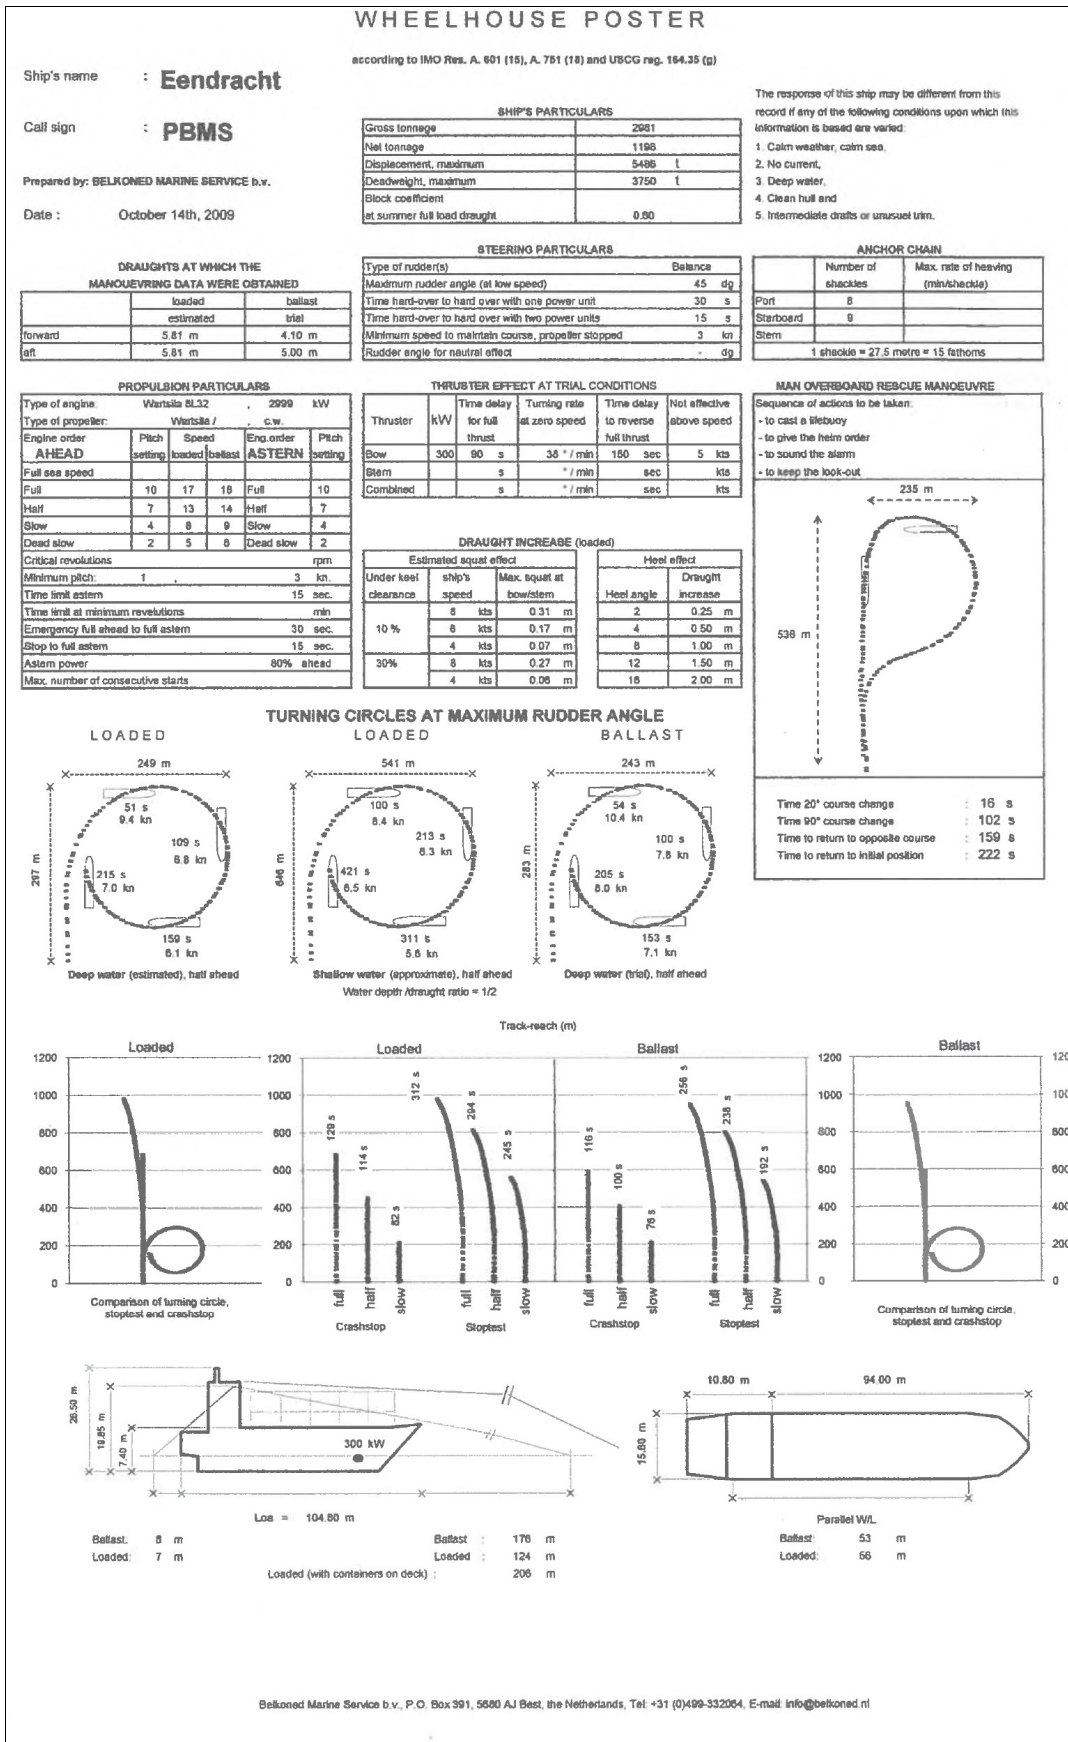 WHEELHOUSE POSTER
according to IMO Res. A. 601 (15), A. 751 (18) and USCG reg. 164.35 (g)
Ship's name : Eendracht
Call sign : PBMS
Prepared by: BELKONED MARINE SERVICE b.v.
Date : October 14th, 2009
SHIP'S PARTICULARS
Gross tonnage 2981
Net tonnage 1198
Displacement, maximum 5486 t
Deadweight, maximum 3750 t
Block coefficient
at summer full load draught 0.80
The response of this ship may be different from this
record if any of the following conditions upon which this
information is based are varied:
1. Calm weather, calm sea,
2. No current,
3. Deep water,
4. Clean hull and
5. Intermediate drafts or unusuel trim.
DRAUGHTS AT WHICH THE
MANOUEVRING DATA WERE OBTAINED
loaded ballast
estimated trial
forward 5.81 m 4.10 m
aft 5.81 m 5.00 m
STEERING PARTICULARS
Type of rudder(s) Balance
Maximum rudder angle (at low speed) 45 dg
Time hard-over to hard over with one power unit 30 s
Time hard-over to hard over with two power units 15 s
Minimum speed to maintain course, propeller stopped 3 kn
Rudder angle for nautral effect - dg
ANCHOR CHAIN
Number of Max. rate of heaving
shackles (min/shackle)
Port 8
Starboard 9
Stern
1 shackle = 27,5 metre = 15 fathoms
PROPULSION PARTICULARS
Type of engine: Wartsila 8L32 , 2999 kW
Type of propeller: Wartsila / , c.w.
Engine order Pitch Speed Eng.order Pitch
AHEAD setting loaded ballast ASTERN setting
Full sea speed
Full 10 17 18 Full 10
Half 7 13 14 Half 7
Slow 4 8 9 Slow 4
Dead slow 2 5 6 Dead slow 2
Critical revolutions rpm
Minimum pitch: 1 , 3 kn.
Time limit astern 15 sec.
Time limit at minimum revelutions min
Emergency full ahead to full astern 30 sec.
Stop to full astern 15 sec.
Astern power 80% ahead
Max. number of consecutive starts
THRUSTER EFFECT AT TRIAL CONDITIONS
Time delay Turning rate Time delay Not effective
Thruster kW for full at zero speed to reverse above speed
thrust full thrust
Bow 300 90 s 38 ° / min 180 sec 5 kts
Stern s ° / min sec kts
Combined s ° / min sec kts
DRAUGHT INCREASE (loaded)
Estimated squat effect Heel effect
Under keel ship's Max. squat at Draught
clearance speed bow/stern Heel angle increase
8 kts 0.31 m 2 0.25 m
10 % 6 kts 0.17 m 4 0.50 m
4 kts 0.07 m 8 1.00 m
30% 8 kts 0.27 m 12 1.50 m
4 kts 0.06 m 16 2.00 m
MAN OVERBOARD RESCUE MANOEUVRE
Sequence of actions to be taken:
- to cast a lifebuoy
- to give the helm order
- to sound the alarm
- to keep the look-out
235 m
536 m
Time 20° course change : 16 s
Time 90° course change : 102 s
Time to return to opposite course : 159 s
Time to return to initial position : 222 s
TURNING CIRCLES AT MAXIMUM RUDDER ANGLE
LOADED LOADED BALLAST
249 m 541 m 243 m
51 s 100 s 54 s
9.4 kn 8.4 kn 10.4 kn
109 s 213 s 100 s
6.8 kn 6.3 kn 7.8 kn
297 m 646 m 283 m
215 s 421 s 205 s
7.0 kn 6.5 kn 8.0 kn
159 s 311 s 153 s
6.1 kn 5.6 kn 7.1 kn
Deep water (estimated), half ahead Shallow water (approximate), half ahead Deep water (trial), half ahead
Water depth /draught ratio = 1/2
Track-reach (m)
Loaded Loaded Ballast Ballast
1200 1200 1200 1200
1000 1000 1000 1000
800 800 800 800
600 600 600 600
400 400 400 400
200 200 200 200
0 0 0 0
129 s 114 s 82 s 312 s 294 s 245 s
116 s 100 s 76 s 256 s 238 s 192 s
full half slow full half slow full half slow full half slow
Crashstop Stoptest Crashstop Stoptest
Comparison of turning circle,
stoptest and crashstop
Comparison of turning circle,
stoptest and crashstop
26.50 m
19.85 m
7.40 m
300 kW
10.80 m 94.00 m
15.80 m
Loa = 104.80 m
Parallel W/L
Ballast: 8 m Ballast : 176 m Ballast: 53 m
Loaded: 7 m Loaded : 124 m Loaded: 56 m
Loaded (with containers on deck) : 206 m
Belkoned Marine Service b.v., P.O. Box 391, 5680 AJ Best, the Netherlands, Tel: +31 (0)499-332064, E-mail: info@belkoned.nl